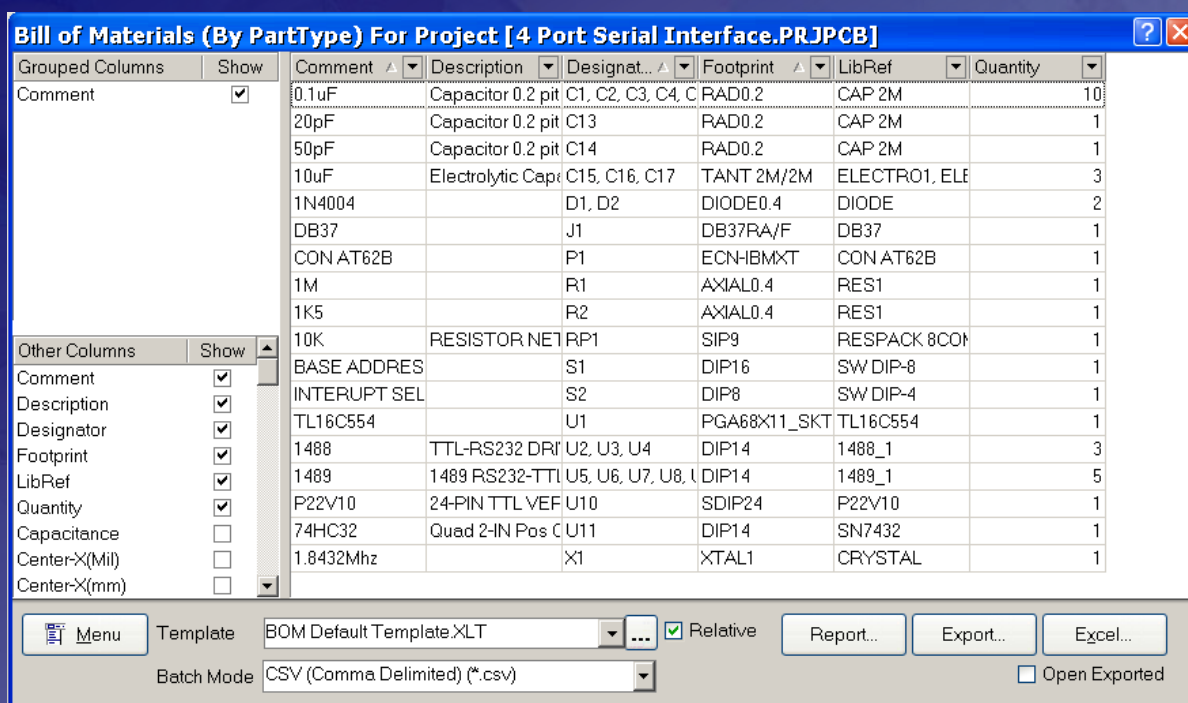 Bill of Materials (By PartType) For Project [4 Port Serial Interface.PRJPCB]
Grouped Columns Show
Comment
Other Columns Show
Comment
Description
Designator
Footprint
LibRef
Quantity
Capacitance
Center-X(Mil)
Center-X(mm)
Comment Description Designat... Footprint LibRef Quantity
0.1uF Capacitor 0.2 pit C1, C2, C3, C4, C RAD0.2 CAP 2M 10
20pF Capacitor 0.2 pit C13 RAD0.2 CAP 2M 1
50pF Capacitor 0.2 pit C14 RAD0.2 CAP 2M 1
10uF Electrolytic Capa C15, C16, C17 TANT 2M/2M ELECTRO1, ELE 3
1N4004 D1, D2 DIODE0.4 DIODE 2
DB37 J1 DB37RA/F DB37 1
CON AT62B P1 ECN-IBMXT CON AT62B 1
1M R1 AXIAL0.4 RES1 1
1K5 R2 AXIAL0.4 RES1 1
10K RESISTOR NET RP1 SIP9 RESPACK 8CON 1
BASE ADDRES S1 DIP16 SW DIP-8 1
INTERUPT SEL S2 DIP8 SW DIP-4 1
TL16C554 U1 PGA68X11_SKT TL16C554 1
1488 TTL-RS232 DRI U2, U3, U4 DIP14 1488_1 3
1489 1489 RS232-TTL U5, U6, U7, U8, U DIP14 1489_1 5
P22V10 24-PIN TTL VER U10 SDIP24 P22V10 1
74HC32 Quad 2-IN Pos O U11 DIP14 SN7432 1
1.8432Mhz X1 XTAL1 CRYSTAL 1
Menu Template BOM Default Template.XLT ... Relative Report... Export... Excel...
Batch Mode CSV (Comma Delimited) (*.csv) Open Exported